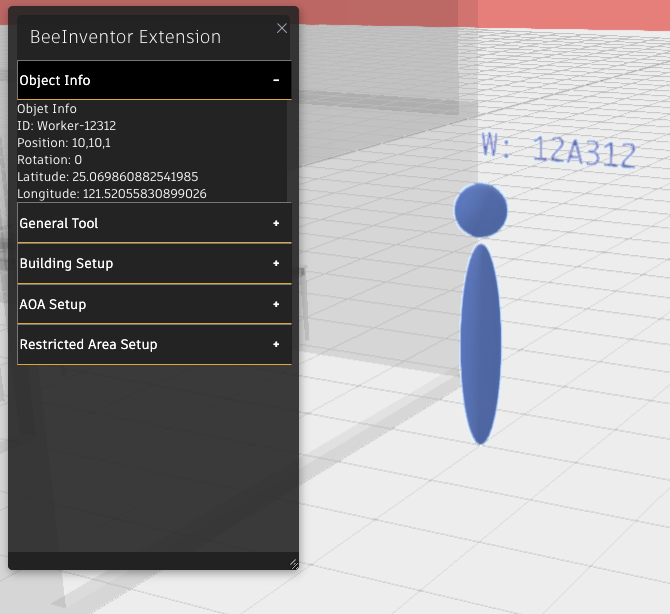 BeeInventor Extension
Object Info
Objet Info
ID: Worker-12312
Position: 10,10,1
Rotation: 0
Latitude: 25.069860882541985
Longitude: 121.52055830899026
General Tool
Building Setup
AOA Setup
Restricted Area Setup
W: 12A312